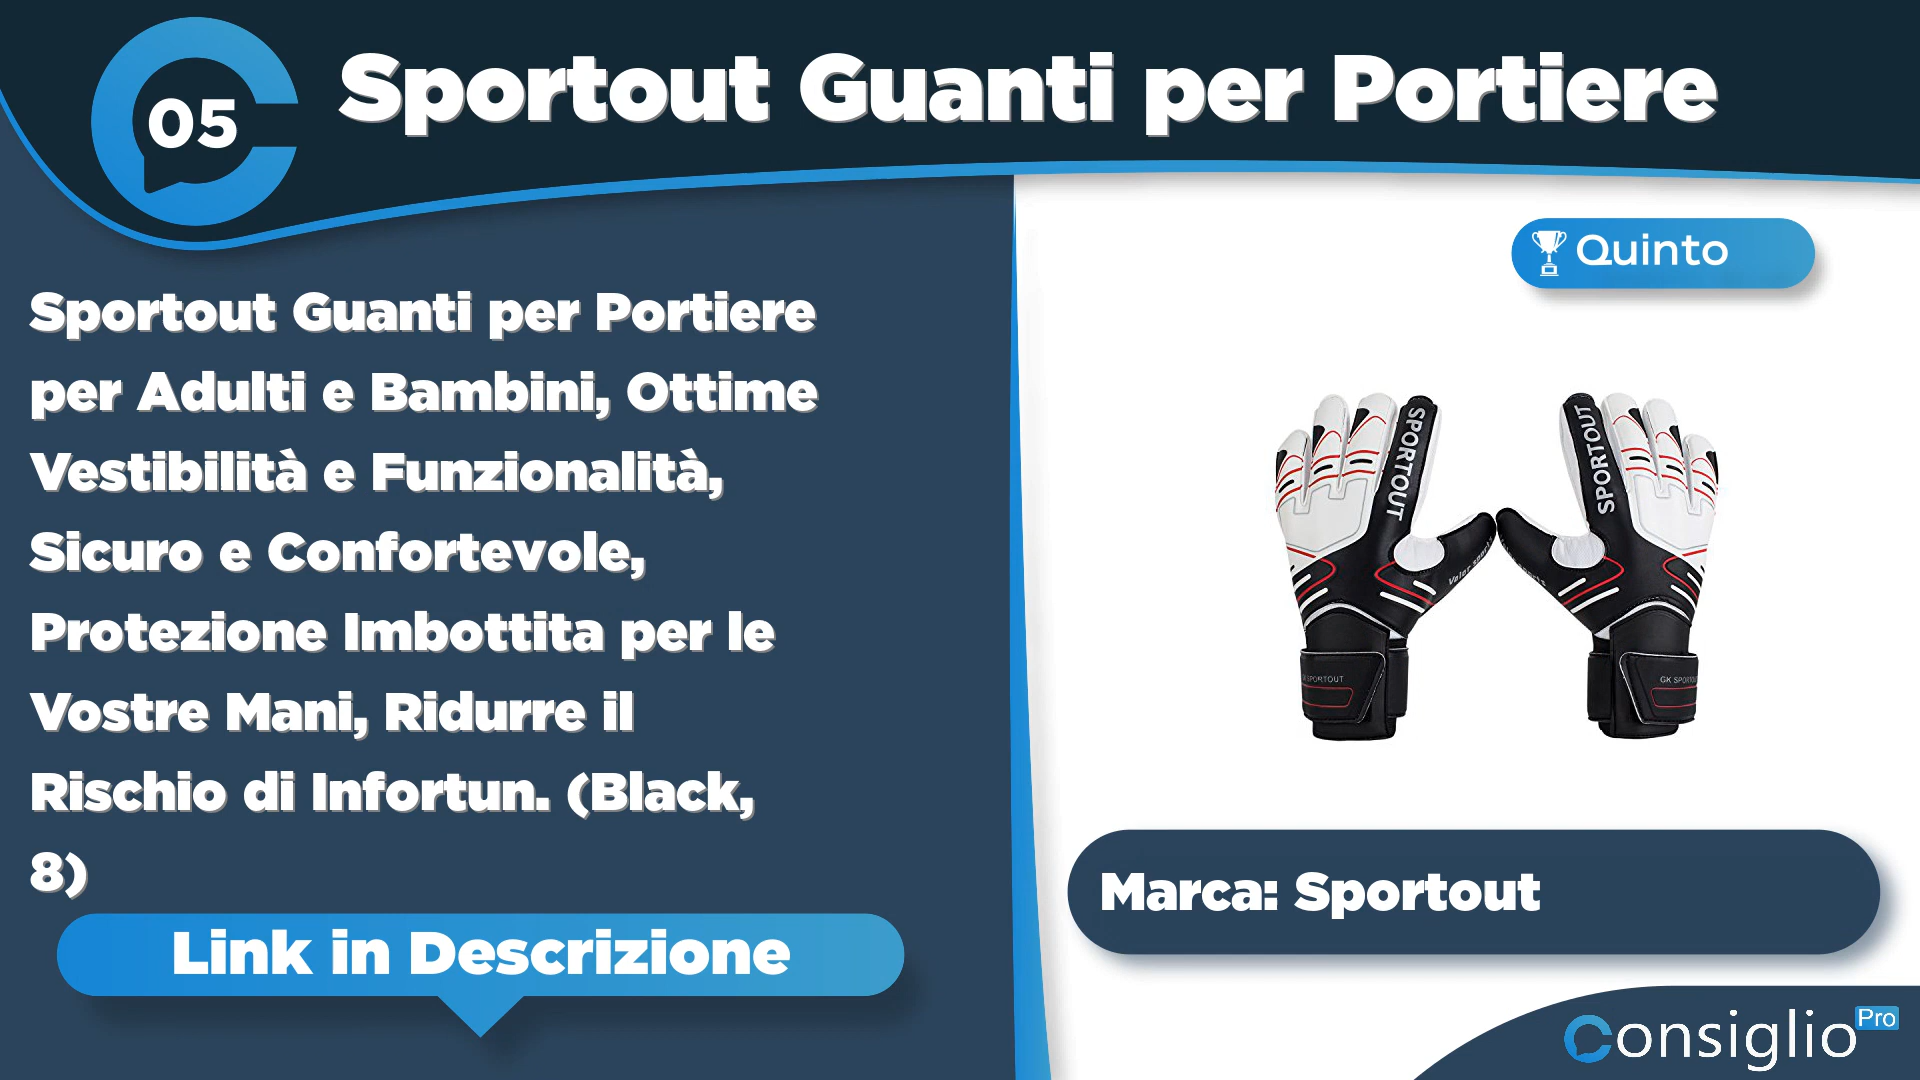 05
Sportout Guanti per Portiere
Quinto
Sportout Guanti per Portiere
per Adulti e Bambini, Ottime
Vestibilità e Funzionalità,
Sicuro e Confortevole,
Protezione Imbottita per le
Vostre Mani, Ridurre il
Rischio di Infortun. (Black,
8)
Link in Descrizione
SPORTOUT
SPORTOUT
GK SPORTOUT
Marca: Sportout
Consiglio Pro